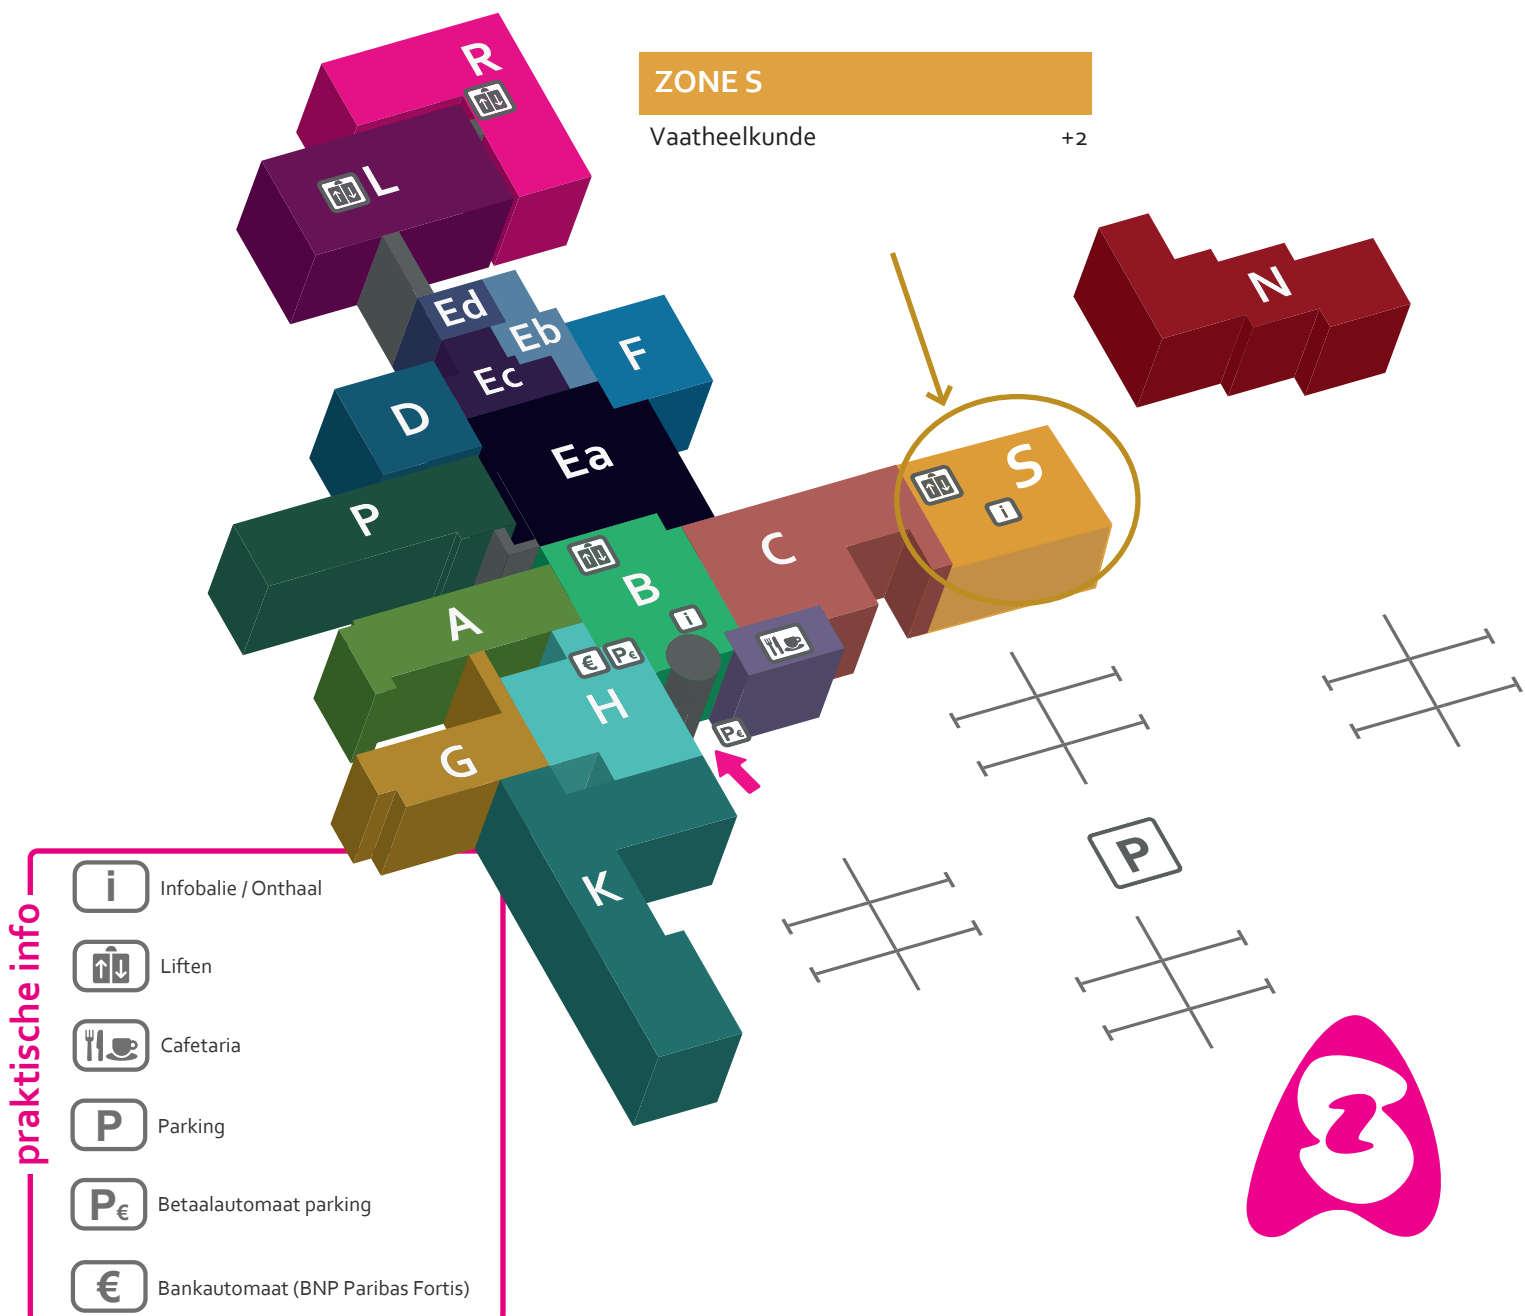 R
ZONE S
Vaatheelkunde +2
L
N
Ed
Eb
F
Ec
D
Ea
S
i
P
C
B
A
i
€ P€
H
P€
G
P
K
praktische info
i Infobalie / Onthaal
Liften
Cafetaria
P Parking
P€ Betaalautomaat parking
€ Bankautomaat (BNP Paribas Fortis)